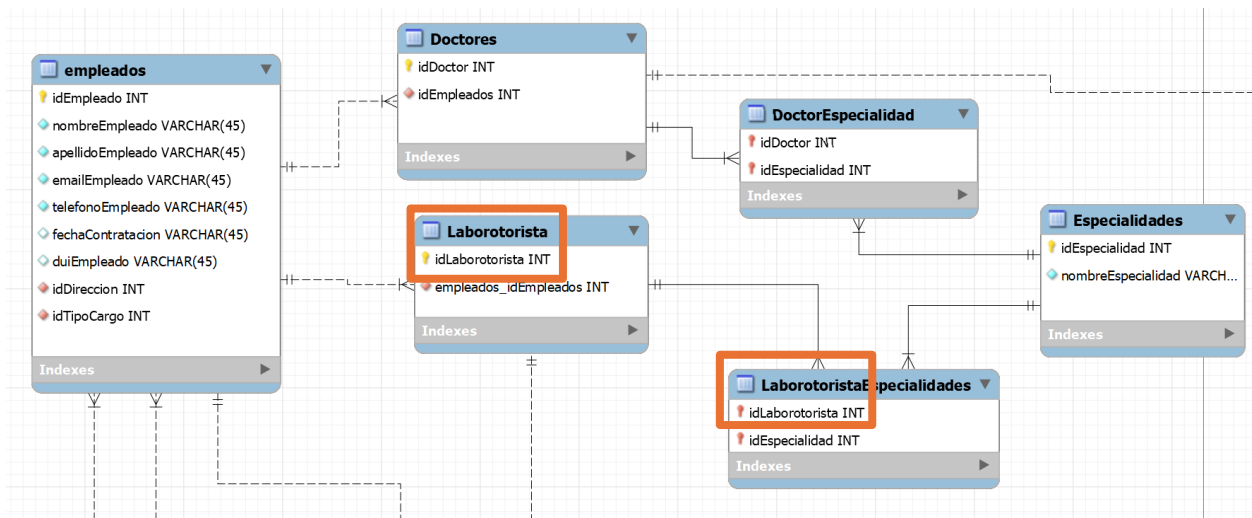 empleados
idEmpleado INT
nombreEmpleado VARCHAR(45)
apellidoEmpleado VARCHAR(45)
emailEmpleado VARCHAR(45)
telefonoEmpleado VARCHAR(45)
fechaContratacion VARCHAR(45)
duiEmpleado VARCHAR(45)
idDireccion INT
idTipoCargo INT
Indexes
Doctores
idDoctor INT
idEmpleados INT
Indexes
Laborotorista
idLaborotorista INT
empleados_idEmpleados INT
Indexes
DoctorEspecialidad
idDoctor INT
idEspecialidad INT
Indexes
Especialidades
idEspecialidad INT
nombreEspecialidad VARCH...
Indexes
LaborotoristaEspecialidades
idLaborotorista INT
idEspecialidad INT
Indexes